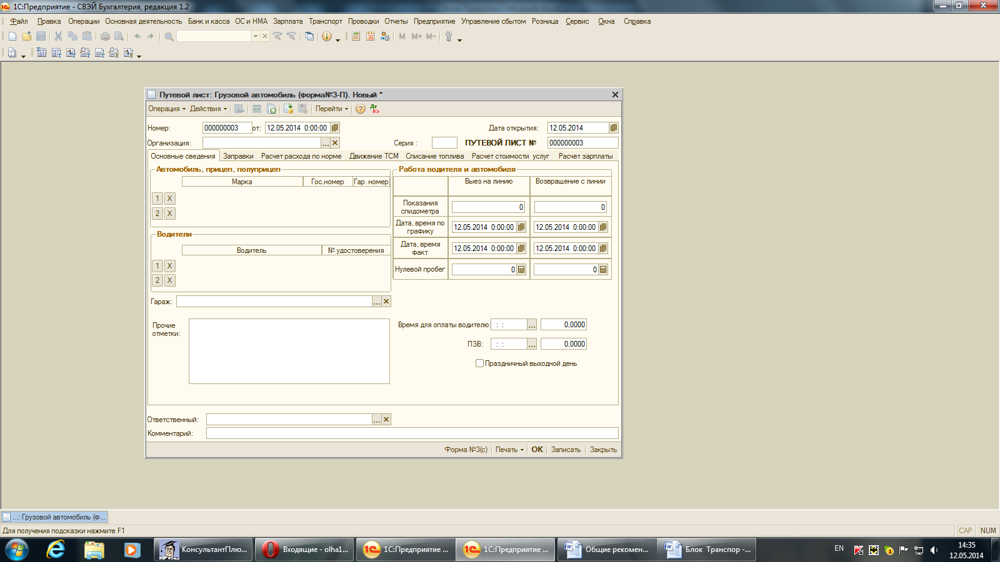 1С:Предприятие - СВЭЙ Бухгалтерия, редакция 1.2
Файл Правка Операции Основная деятельность Банк и касса ОС и НМА Зарплата Транспорт Проводки Отчеты Предприятие Управление сбытом Розница Сервис Окна Справка
M M+ M-
Путевой лист: Грузовой автомобиль (форма№3-П). Новый *
Операция Действия Перейти Дт Кт
Номер: 000000003 от: 12.05.2014 0:00:00 Дата открытия: 12.05.2014
Организация: ... Серия : ПУТЕВОЙ ЛИСТ № 000000003
Основные сведения Заправки Расчет расхода по норме Движение ТСМ Списание топлива Расчет стоимости услуг Расчет зарплаты
Автомобиль, прицеп, полуприцеп
Марка Гос.номер Гар. номер
1 X
2 X
Водители
Водитель № удостоверения
1 X
2 X
Гараж: ...
Прочие
отметки:
Работа водителя и автомобиля
Выез на линию Возвращение с линии
Показания
спидометра 0 0
Дата, время по
графику 12.05.2014 0:00:00 12.05.2014 0:00:00
Дата, время
факт 12.05.2014 0:00:00 12.05.2014 0:00:00
Нулевой пробег 0 0
Время для оплаты водителю: : : ... 0,0000
ПЗВ: : : ... 0,0000
Праздничный выходной день
Ответственный: ...
Комментарий:
Форма №3(с) Печать OK Записать Закрыть
...: Грузовой автомобиль (ф...
Для получения подсказки нажмите F1 CAP NUM
КонсультантПлю... Входящие - olha1... 1С:Предприятие ... 1С:Предприятие ... Общие рекомен... Блок Транспор -... EN 14:35
12.05.2014